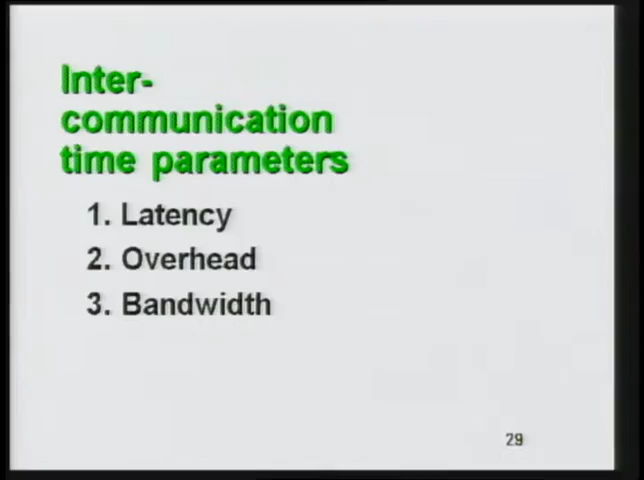 Inter-
communication
time parameters
1. Latency
2. Overhead
3. Bandwidth
29